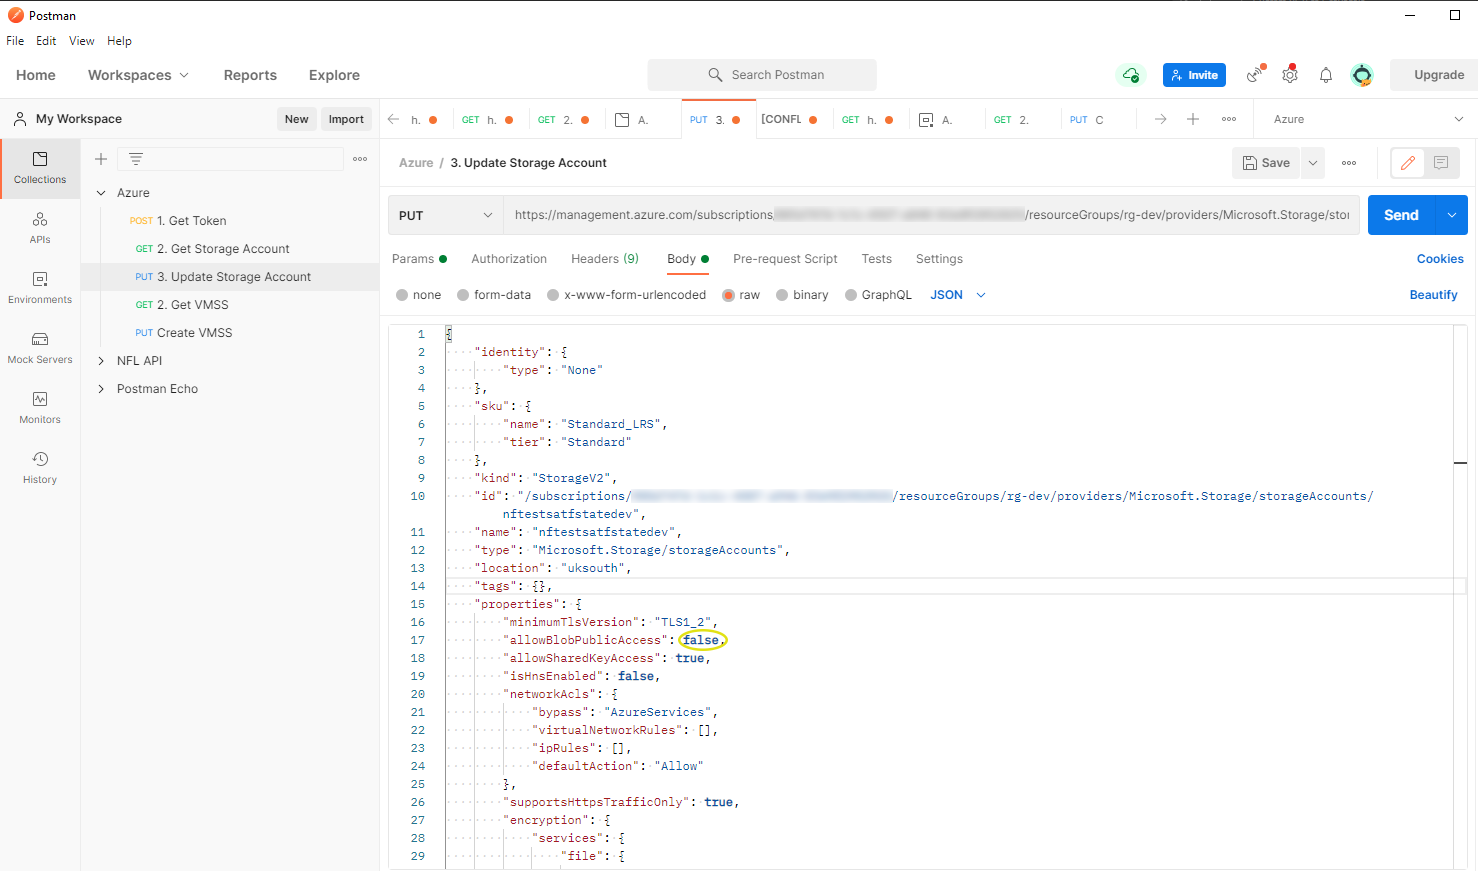 Postman
File Edit View Help
Home Workspaces Reports Explore Search Postman Invite Upgrade
My Workspace New Import
h. GET h. GET 2. A. PUT 3. [CONFL GET h. A. GET 2. PUT C Azure
Collections
APIs
Environments
Mock Servers
Monitors
History
Azure
POST 1. Get Token
GET 2. Get Storage Account
PUT 3. Update Storage Account
GET 2. Get VMSS
PUT Create VMSS
NFL API
Postman Echo
Azure / 3. Update Storage Account Save
PUT https://management.azure.com/subscriptions/ /resourceGroups/rg-dev/providers/Microsoft.Storage/stor Send
Params Authorization Headers (9) Body Pre-request Script Tests Settings Cookies
none form-data x-www-form-urlencoded raw binary GraphQL JSON Beautify
1 {
2 "identity": {
3 "type": "None"
4 },
5 "sku": {
6 "name": "Standard_LRS",
7 "tier": "Standard"
8 },
9 "kind": "StorageV2",
10 "id": "/subscriptions/ /resourceGroups/rg-dev/providers/Microsoft.Storage/storageAccounts/
nftestsatfstatedev",
11 "name": "nftestsatfstatedev",
12 "type": "Microsoft.Storage/storageAccounts",
13 "location": "uksouth",
14 "tags": {},
15 "properties": {
16 "minimumTlsVersion": "TLS1_2",
17 "allowBlobPublicAccess": false,
18 "allowSharedKeyAccess": true,
19 "isHnsEnabled": false,
20 "networkAcls": {
21 "bypass": "AzureServices",
22 "virtualNetworkRules": [],
23 "ipRules": [],
24 "defaultAction": "Allow"
25 },
26 "supportsHttpsTrafficOnly": true,
27 "encryption": {
28 "services": {
29 "file": {